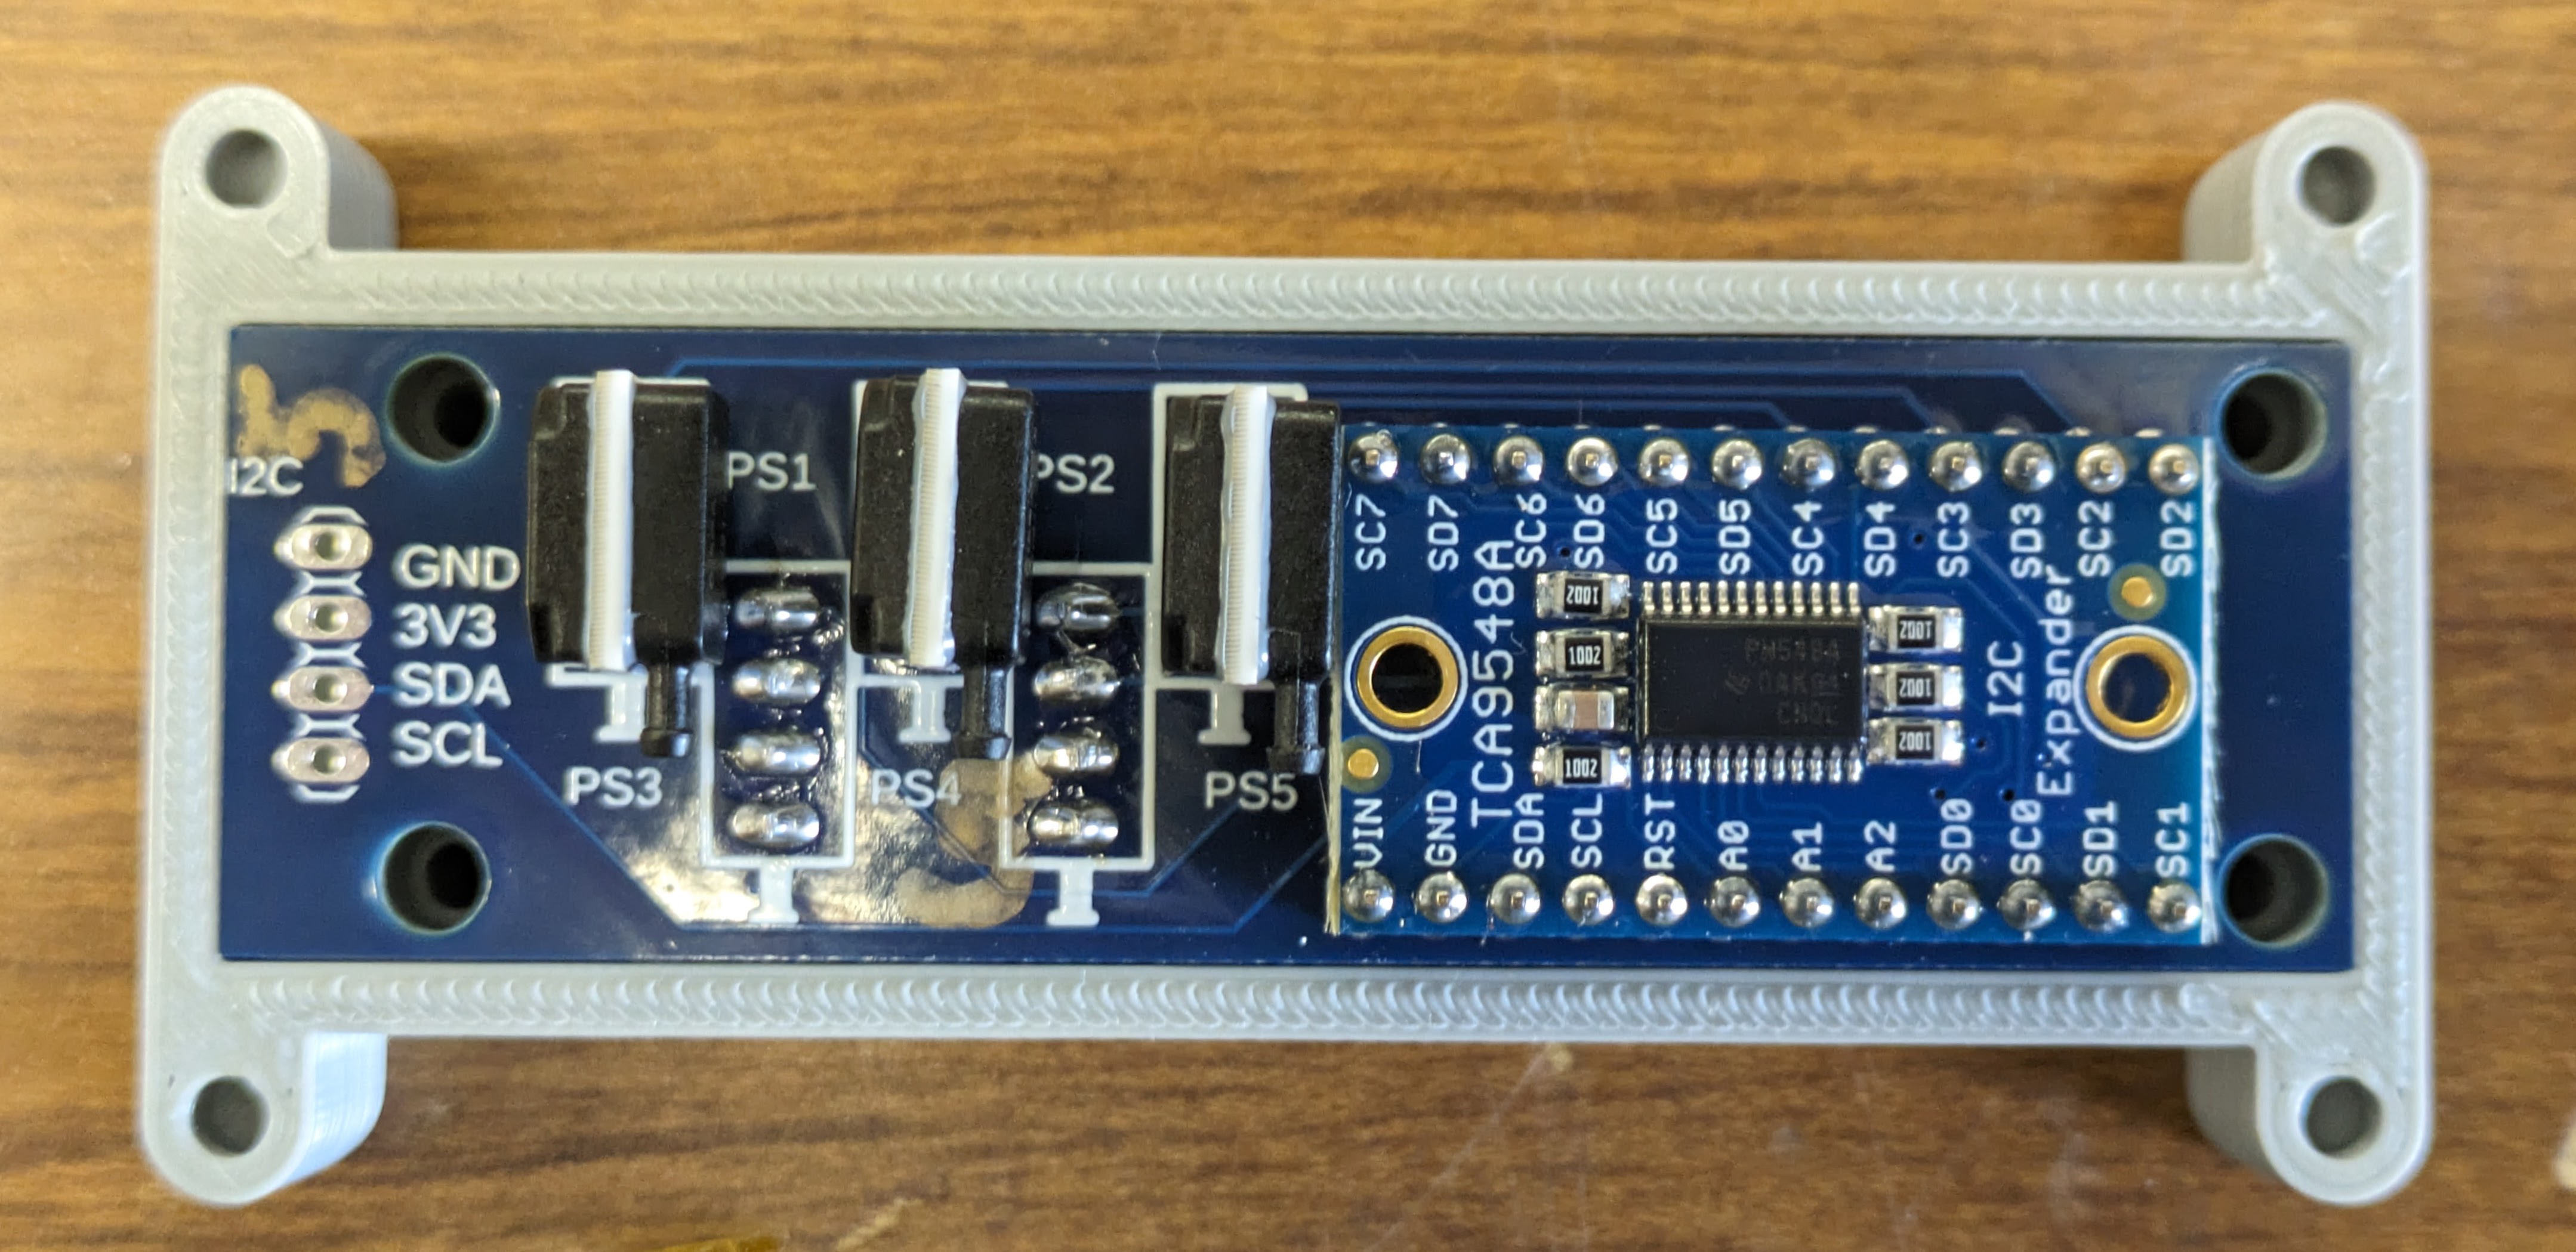 5
I2C
GND
3V3
SDA
SCL
PS1
PS2
PS3
PS4
PS5
SC7 SD7 SC6 SD6 SC5 SD5 SC4 SD4 SC3 SD3 SC2 SD2
TCA9548A
1002
1002
1002
PW548A
1002
1002
1002
I2C
Expander
VIN GND SDA SCL RST A0 A1 A2 SD0 SC0 SD1 SC1